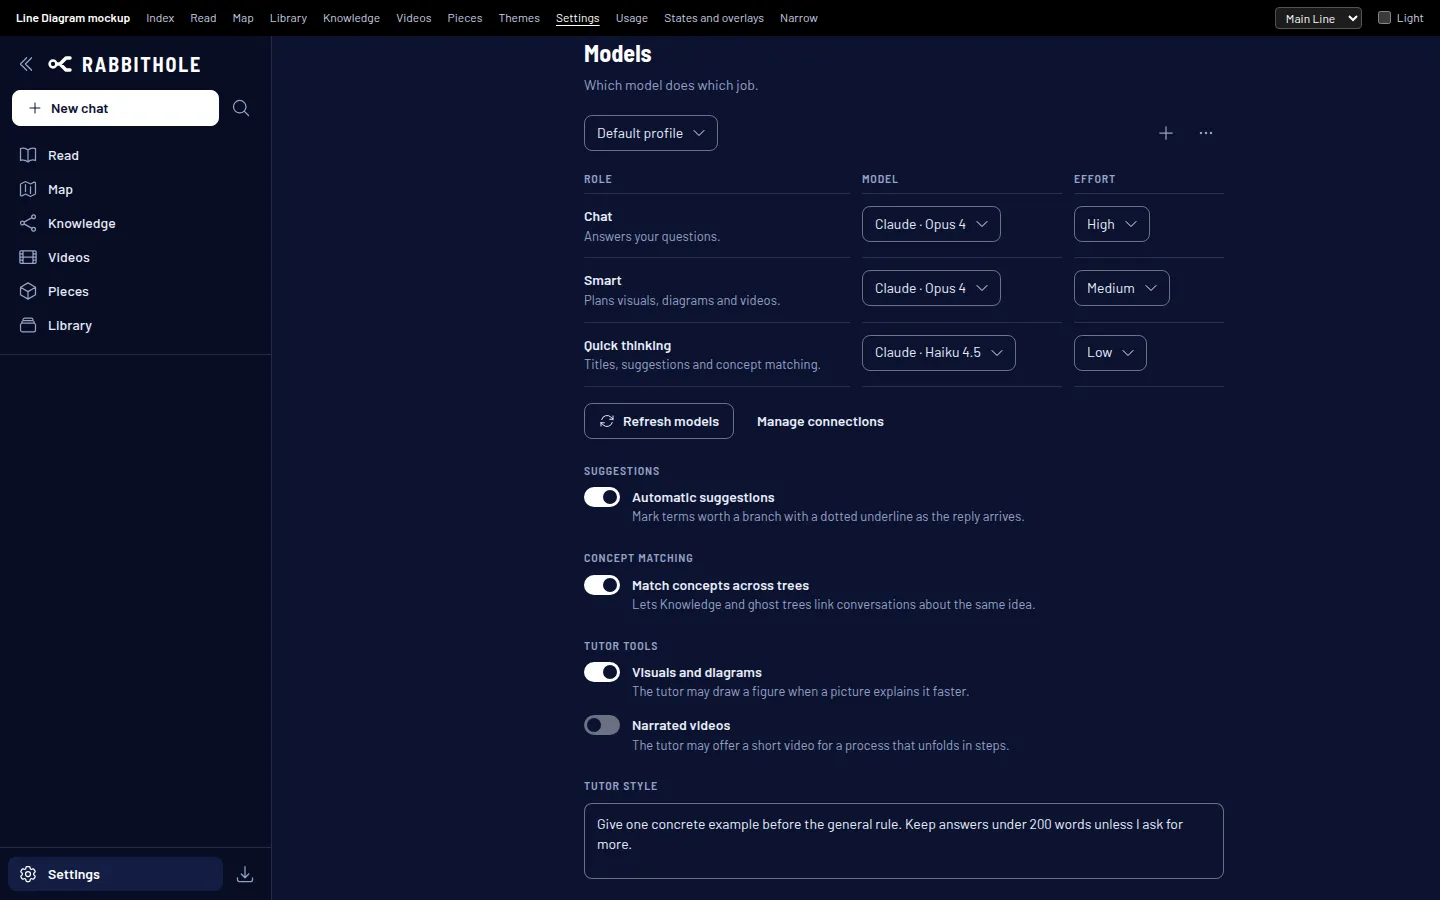 Line Diagram mockup Index Read Map Library Knowledge Videos Pieces Themes Settings Usage States and overlays Narrow Main Line Light
RABBITHOLE
New chat
Read
Map
Knowledge
Videos
Pieces
Library
Settings
Models
Which model does which job.
Default profile
ROLE MODEL EFFORT
Chat
Answers your questions.
Claude · Opus 4 High
Smart
Plans visuals, diagrams and videos.
Claude · Opus 4 Medium
Quick thinking
Titles, suggestions and concept matching.
Claude · Haiku 4.5 Low
Refresh models Manage connections
SUGGESTIONS
Automatic suggestions
Mark terms worth a branch with a dotted underline as the reply arrives.
CONCEPT MATCHING
Match concepts across trees
Lets Knowledge and ghost trees link conversations about the same idea.
TUTOR TOOLS
Visuals and diagrams
The tutor may draw a figure when a picture explains it faster.
Narrated videos
The tutor may offer a short video for a process that unfolds in steps.
TUTOR STYLE
Give one concrete example before the general rule. Keep answers under 200 words unless I ask for
more.